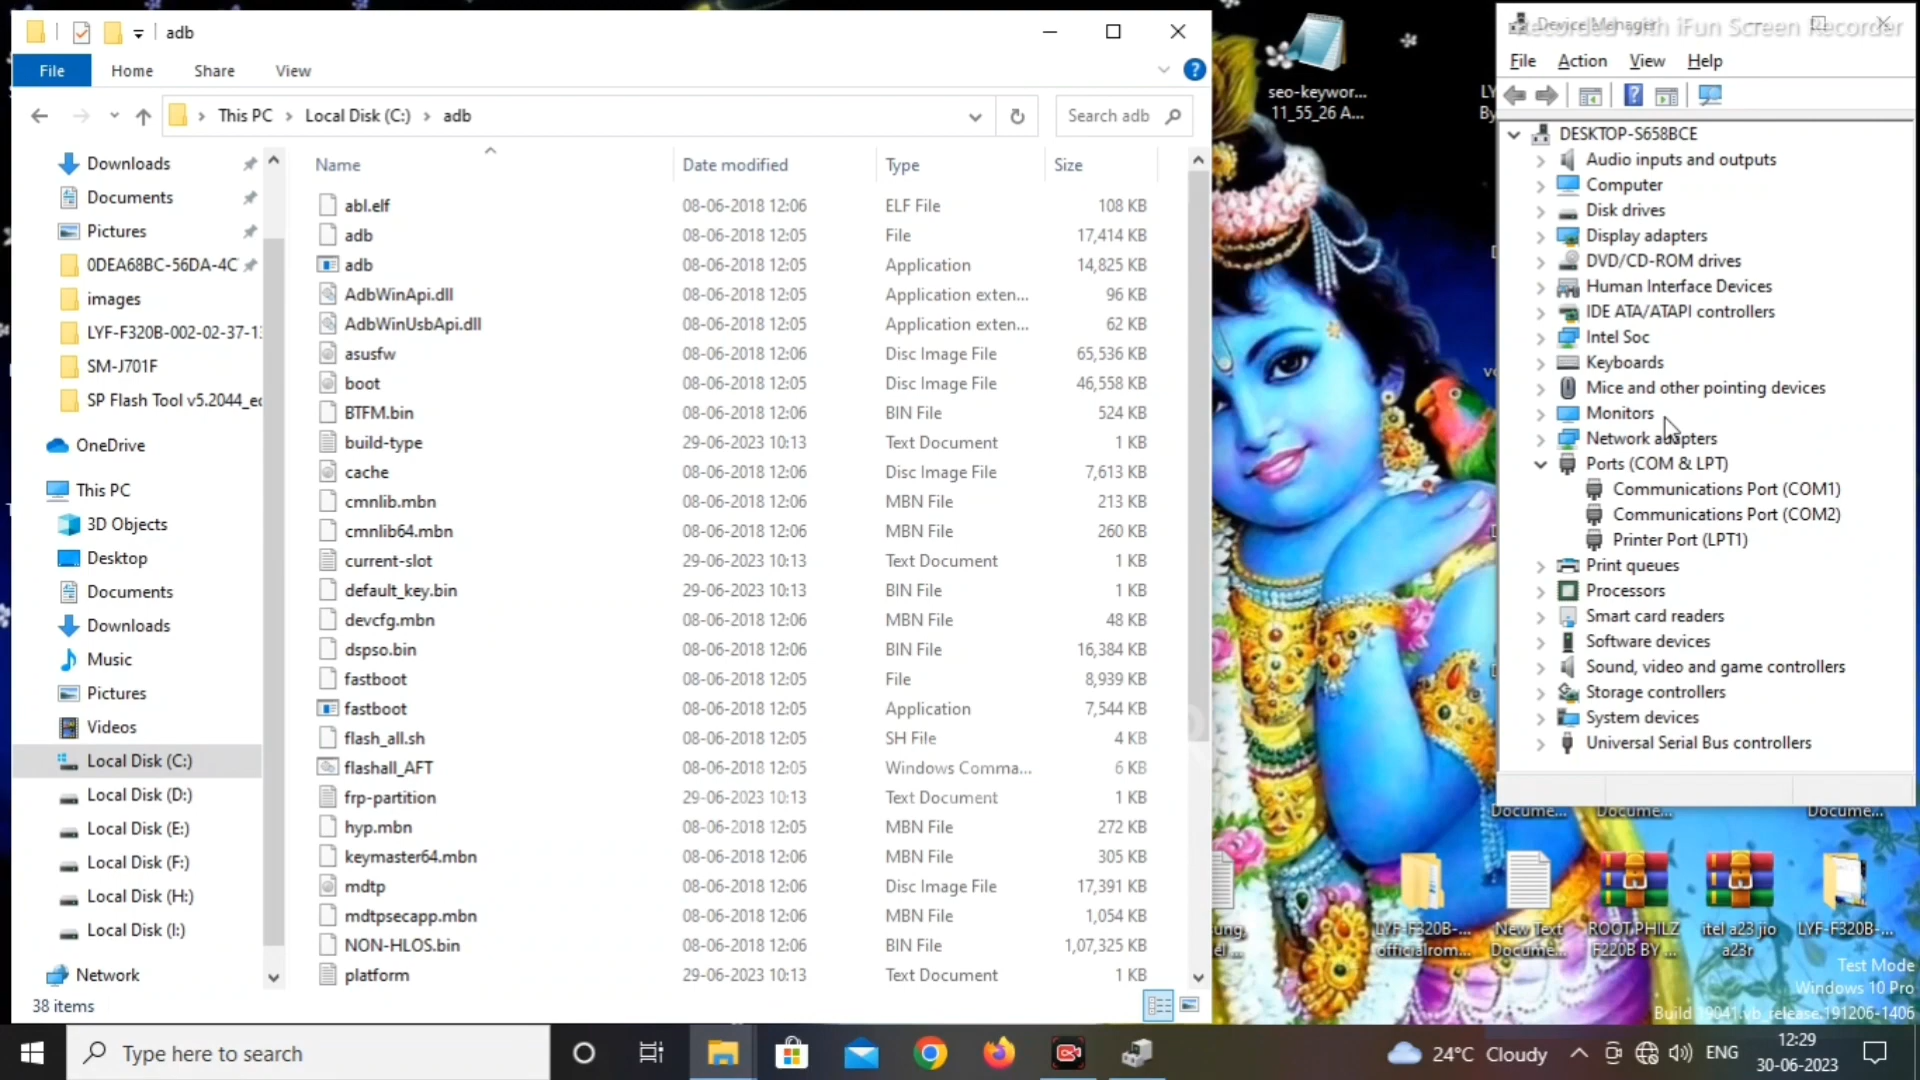 adb
File
Home
Share
View
This PC
Local Disk (C:)
adb
Search adb
Downloads
Documents
Pictures
0DEA68BC-56DA-4C
images
LYF-F320B-002-02-37-1
SM-J701F
SP Flash Tool v5.2044_e
OneDrive
This PC
3D Objects
Desktop
Documents
Downloads
Music
Pictures
Videos
Local Disk (C:)
Local Disk (D:)
Local Disk (E:)
Local Disk (F:)
Local Disk (H:)
Local Disk (I:)
Network
38 items
Name Date modified Type Size
abl.elf 08-06-2018 12:06 ELF File 108 KB
adb 08-06-2018 12:05 File 17,414 KB
adb 08-06-2018 12:05 Application 14,825 KB
AdbWinApi.dll 08-06-2018 12:05 Application exten... 96 KB
AdbWinUsbApi.dll 08-06-2018 12:05 Application exten... 62 KB
asusfw 08-06-2018 12:06 Disc Image File 65,536 KB
boot 08-06-2018 12:06 Disc Image File 46,558 KB
BTFM.bin 08-06-2018 12:06 BIN File 524 KB
build-type 29-06-2023 10:13 Text Document 1 KB
cache 08-06-2018 12:06 Disc Image File 7,613 KB
cmnlib.mbn 08-06-2018 12:06 MBN File 213 KB
cmnlib64.mbn 08-06-2018 12:06 MBN File 260 KB
current-slot 29-06-2023 10:13 Text Document 1 KB
default_key.bin 29-06-2023 10:13 BIN File 1 KB
devcfg.mbn 08-06-2018 12:06 MBN File 48 KB
dspso.bin 08-06-2018 12:06 BIN File 16,384 KB
fastboot 08-06-2018 12:05 File 8,939 KB
fastboot 08-06-2018 12:05 Application 7,544 KB
flash_all.sh 08-06-2018 12:05 SH File 4 KB
flashall_AFT 08-06-2018 12:05 Windows Comma... 6 KB
frp-partition 29-06-2023 10:13 Text Document 1 KB
hyp.mbn 08-06-2018 12:05 MBN File 272 KB
keymaster64.mbn 08-06-2018 12:06 MBN File 305 KB
mdtp 08-06-2018 12:06 Disc Image File 17,391 KB
mdtpsecapp.mbn 08-06-2018 12:06 MBN File 1,054 KB
NON-HLOS.bin 08-06-2018 12:06 BIN File 1,07,325 KB
platform 29-06-2023 10:13 Text Document 1 KB
seo-keywor...
11_55_26 A...
Device Manager
Recorded with iFun Screen Recorder
File Action View Help
DESKTOP-S658BCE
Audio inputs and outputs
Computer
Disk drives
Display adapters
DVD/CD-ROM drives
Human Interface Devices
IDE ATA/ATAPI controllers
Intel Soc
Keyboards
Mice and other pointing devices
Monitors
Network adapters
Ports (COM & LPT)
Communications Port (COM1)
Communications Port (COM2)
Printer Port (LPT1)
Print queues
Processors
Smart card readers
Software devices
Sound, video and game controllers
Storage controllers
System devices
Universal Serial Bus controllers
Docume...
Docume...
Docume...
LYF-F320B-...
officialrom...
New Text
Docume...
ROOT,PHILZ
F220B BY ...
itel a23 jio
a23r
LYF-F320B-...
Test Mode
Windows 10 Pro
Build 19041.vb_release.191206-1406
Type here to search
24°C Cloudy
ENG
12:29
30-06-2023